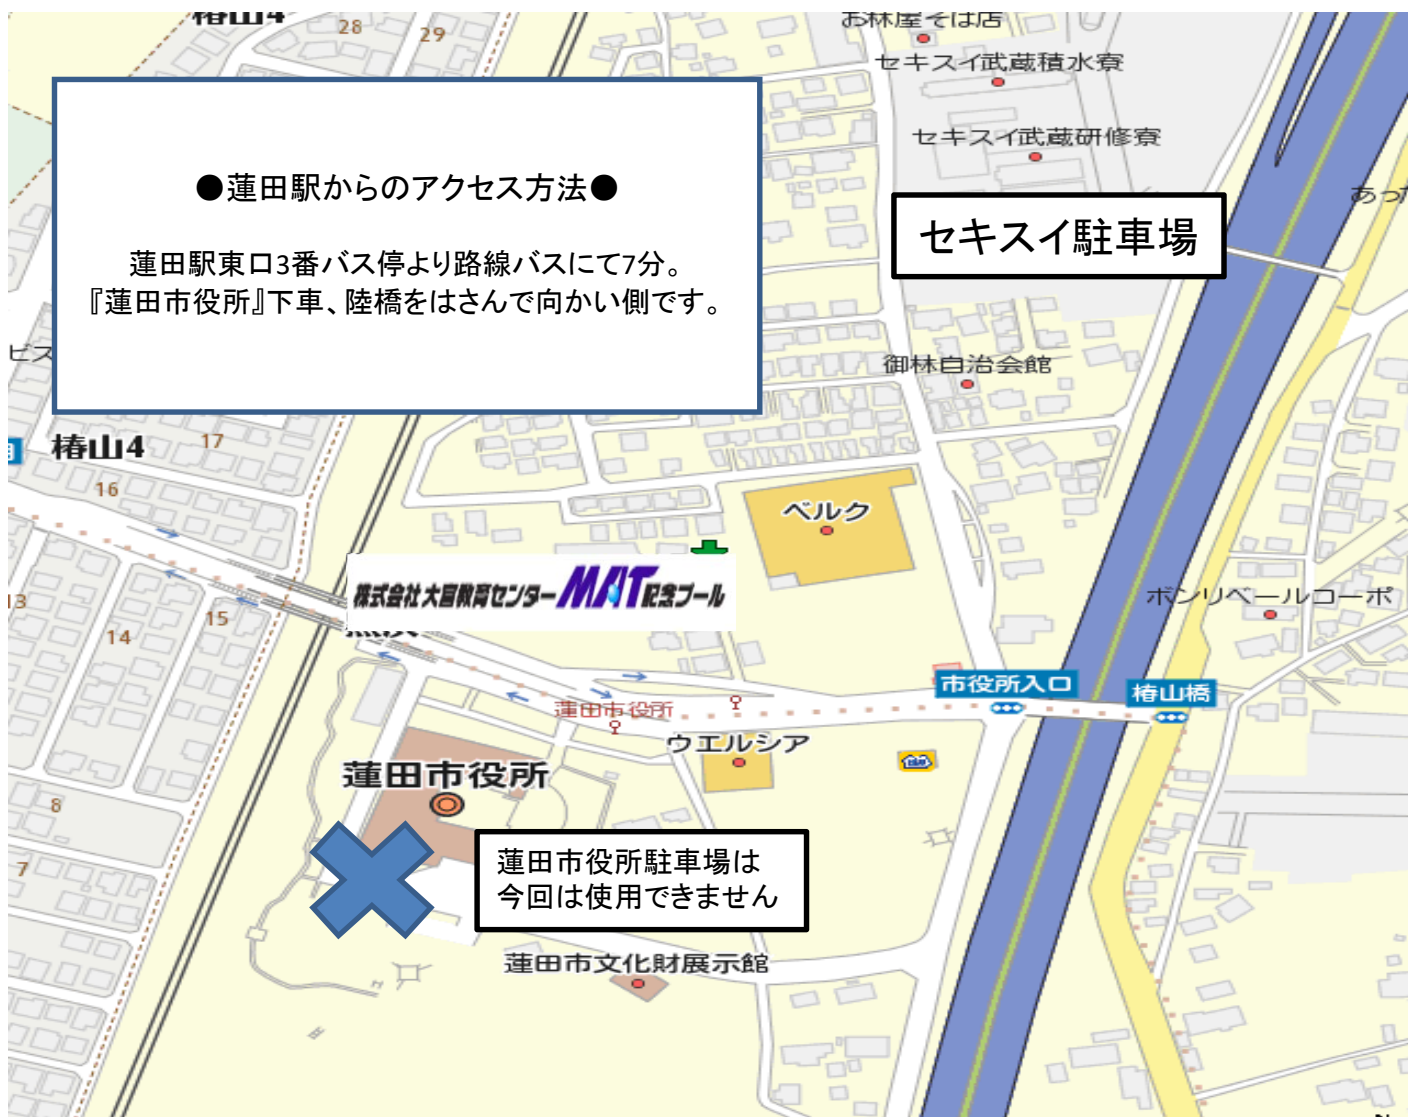 椿山4
28
29
お林屋そば店
セキスイ武蔵積水寮
セキスイ武蔵研修寮
●蓮田駅からのアクセス方法●
蓮田駅東口3番バス停より路線バスにて7分。
『蓮田市役所』下車、陸橋をはさんで向かい側です。
セキスイ駐車場
あった
ビス
御林自治会館
椿山4
17
16
ベルク
株式会社大宮教育センターMAT記念プール
13
14
15
ボンリベールコーポ
市役所入口
椿山橋
蓮田市役所
ウエルシア
蓮田市役所
8
7
蓮田市役所駐車場は
今回は使用できません
蓮田市文化財展示館